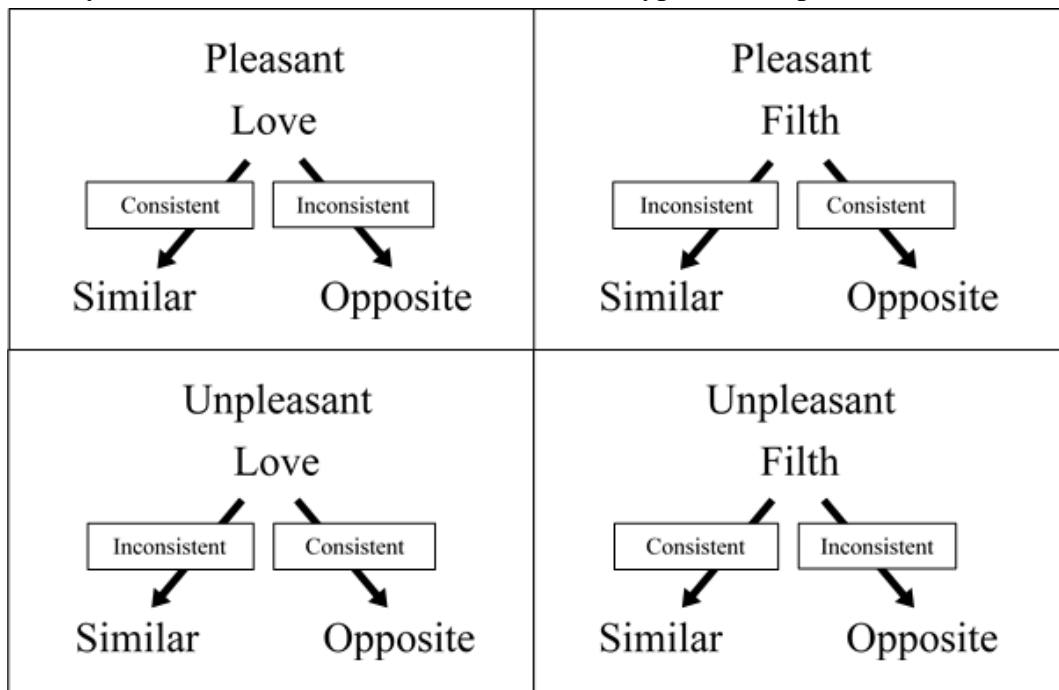 Pleasant
Love
Consistent
Inconsistent
Similar
Opposite
Pleasant
Filth
Inconsistent
Consistent
Similar
Opposite
Unpleasant
Love
Inconsistent
Consistent
Similar
Opposite
Unpleasant
Filth
Consistent
Inconsistent
Similar
Opposite